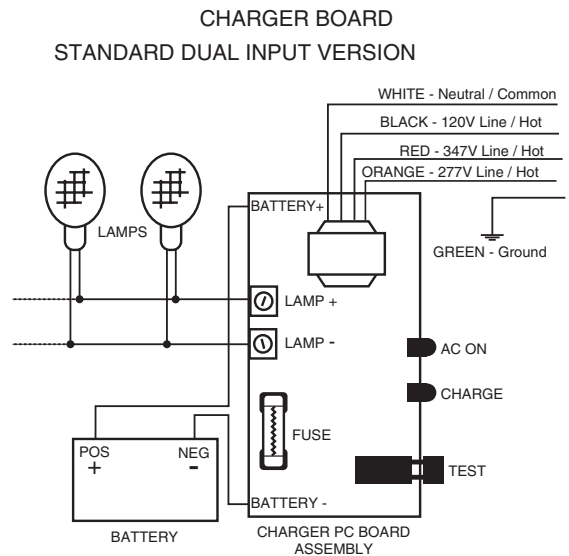 CHARGER BOARD
STANDARD DUAL INPUT VERSION
WHITE - Neutral / Common
BLACK - 120V Line / Hot
RED - 347V Line / Hot
ORANGE - 277V Line / Hot
BATTERY+
LAMPS
GREEN - Ground
LAMP +
LAMP -
AC ON
CHARGE
FUSE
POS
+
NEG
-
TEST
BATTERY -
BATTERY
CHARGER PC BOARD
ASSEMBLY